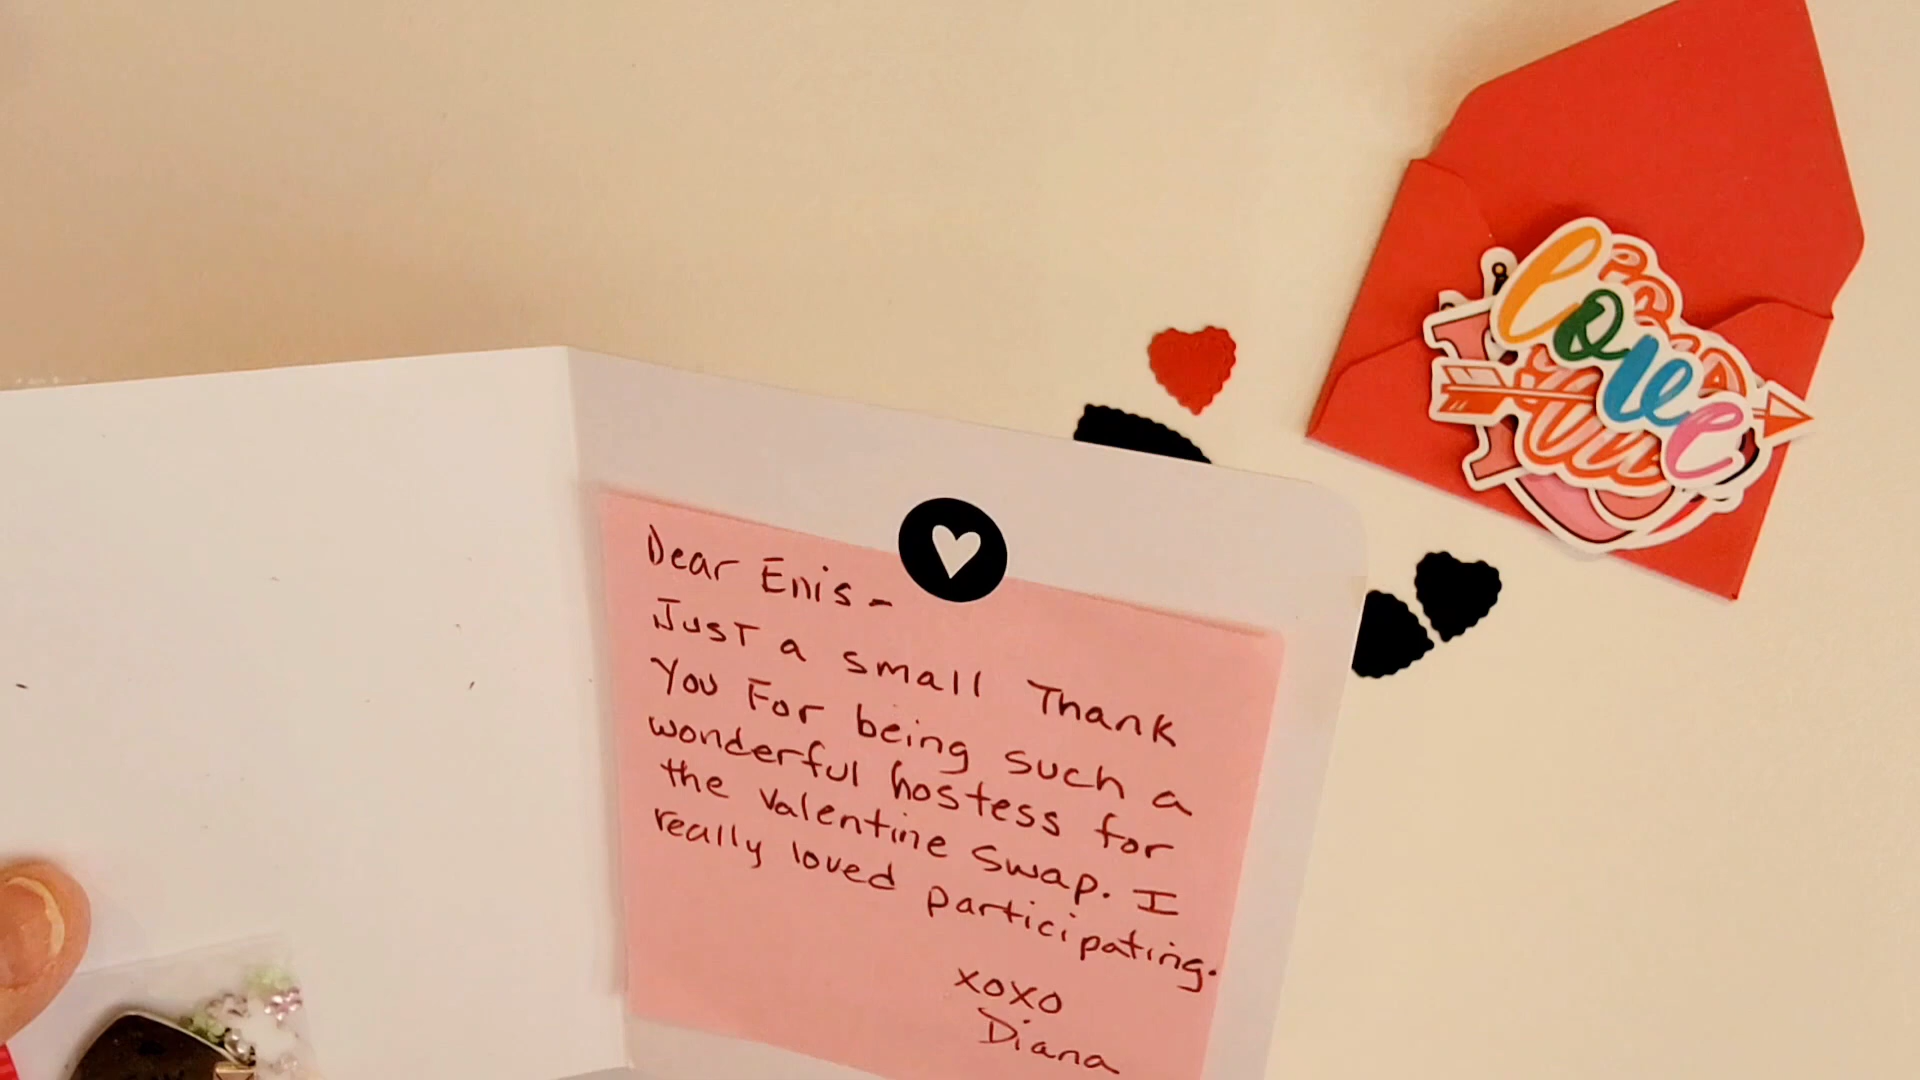 Dear Enis-
Just a small Thank
You For being such a
wonderful hostess for
the Valentine Swap. I
really loved participating.
xoxo
Diana
love